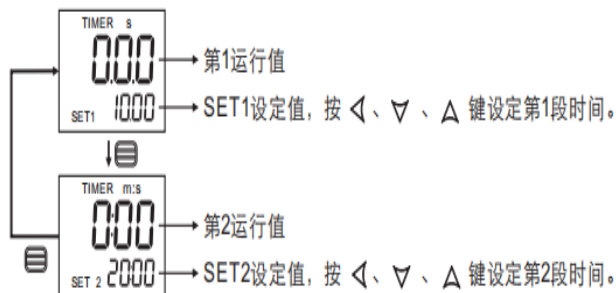 TIMER s
0.0.0 第1运行值
SET1 10.00 SET1设定值，按 ◁、▽、△ 键设定第1段时间。
TIMER m:s
0:00 第2运行值
SET 2 20:00 SET2设定值，按 ◁、▽、△ 键设定第2段时间。